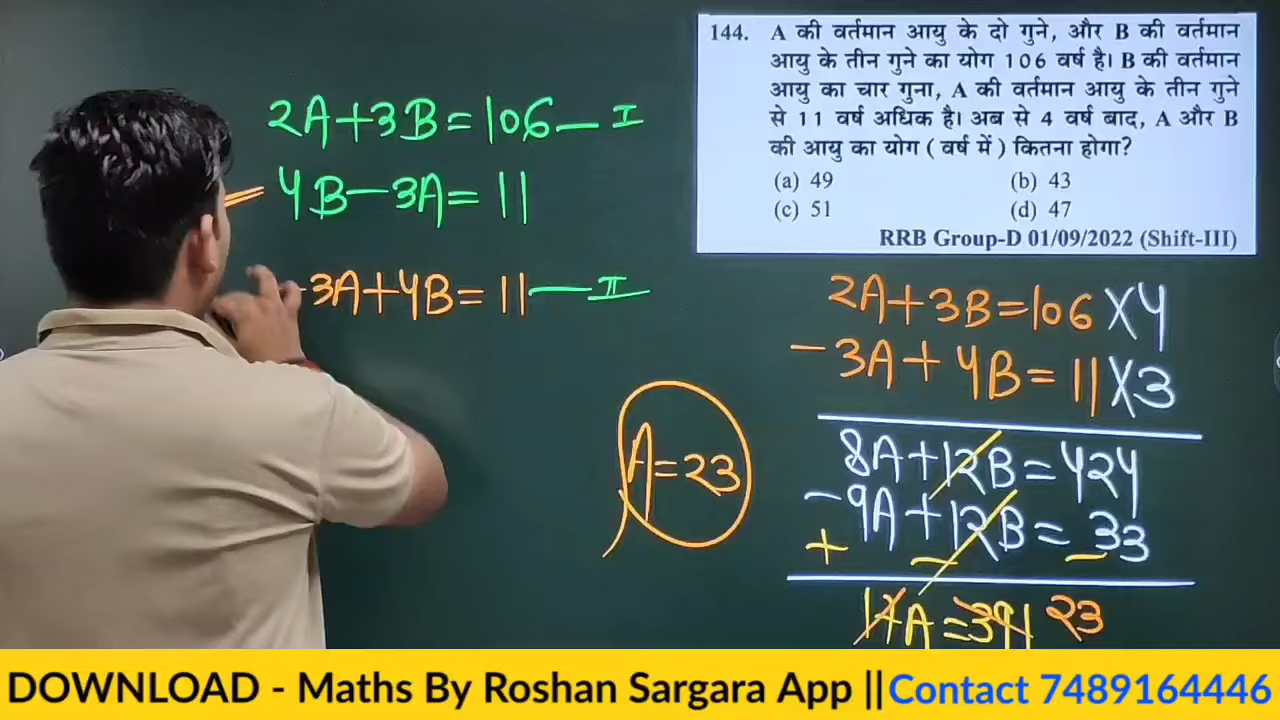 144. A की वर्तमान आयु के दो गुने, और B की वर्तमान
आयु के तीन गुने का योग 106 वर्ष है। B की वर्तमान
आयु का चार गुना, A की वर्तमान आयु के तीन गुने
से 11 वर्ष अधिक है। अब से 4 वर्ष बाद, A और B
की आयु का योग ( वर्ष में ) कितना होगा?
(a) 49 (b) 43
(c) 51 (d) 47
RRB Group-D 01/09/2022 (Shift-III)
2A+3B=106 — I
4B-3A=11
-3A+4B=11 — II
A=23
2A+3B=106 X4
-3A+4B=11 X3
8A+12B=424
-9A+12B=33
+ - -
17A=391 23
DOWNLOAD - Maths By Roshan Sargara App || Contact 7489164446